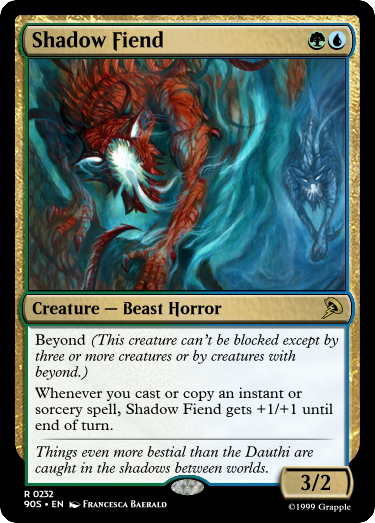 Shadow Fiend
Creature — Beast Horror
Beyond (This creature can't be blocked except by
three or more creatures or by creatures with
beyond.)
Whenever you cast or copy an instant or
sorcery spell, Shadow Fiend gets +1/+1 until
end of turn.
Things even more bestial than the Dauthi are
caught in the shadows between worlds.
3/2
R 0232
90S • EN Francesca Baerald
©1999 Grapple